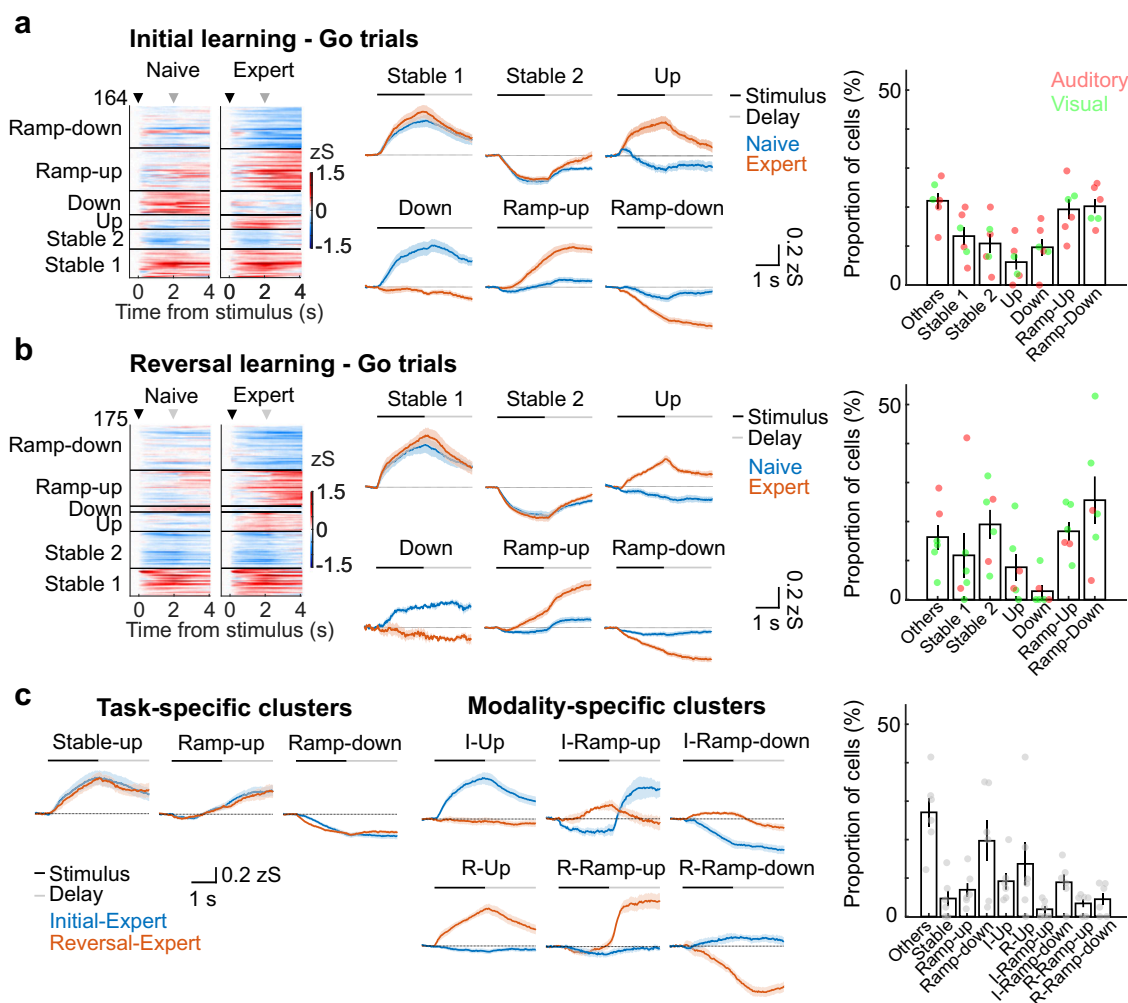 a
Initial learning - Go trials
Naive
Expert
164
Ramp-down
Ramp-up
Down
Up
Stable 2
Stable 1
0 2 4
0 2 4
Time from stimulus (s)
zS
1.5
0
-1.5
Stable 1
Stable 2
Up
Stimulus
Delay
Naive
Expert
Down
Ramp-up
Ramp-down
0.2 zS
1 s
Auditory
Visual
Proportion of cells (%)
50
0
Others
Stable 1
Stable 2
Up
Down
Ramp-Up
Ramp-Down
b
Reversal learning - Go trials
Naive
Expert
175
Ramp-down
Ramp-up
Down
Up
Stable 2
Stable 1
0 2 4
0 2 4
Time from stimulus (s)
zS
1.5
0
-1.5
Stable 1
Stable 2
Up
Stimulus
Delay
Naive
Expert
Down
Ramp-up
Ramp-down
0.2 zS
1 s
Proportion of cells (%)
50
0
Others
Stable 1
Stable 2
Up
Down
Ramp-Up
Ramp-Down
c
Task-specific clusters
Stable-up
Ramp-up
Ramp-down
Stimulus
Delay
0.2 zS
1 s
Initial-Expert
Reversal-Expert
Modality-specific clusters
I-Up
I-Ramp-up
I-Ramp-down
R-Up
R-Ramp-up
R-Ramp-down
Proportion of cells (%)
50
0
Others
Stable
Ramp-up
Ramp-down
I-Up
R-Up
I-Ramp-up
I-Ramp-down
R-Ramp-up
R-Ramp-down